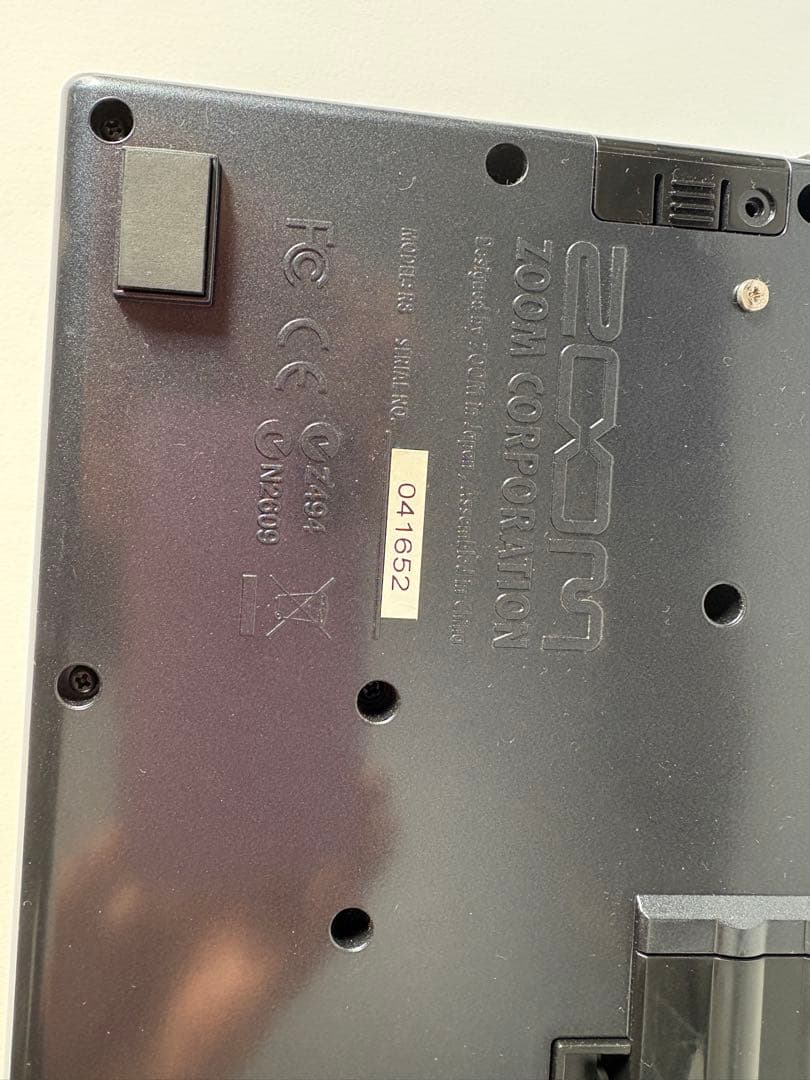 ZOOM
ZOOM CORPORATION
Designed by ZOOM in Japan / Assembled in China
MODEL: R8 SERIAL NO.
041652
FC CE Z494
N2609